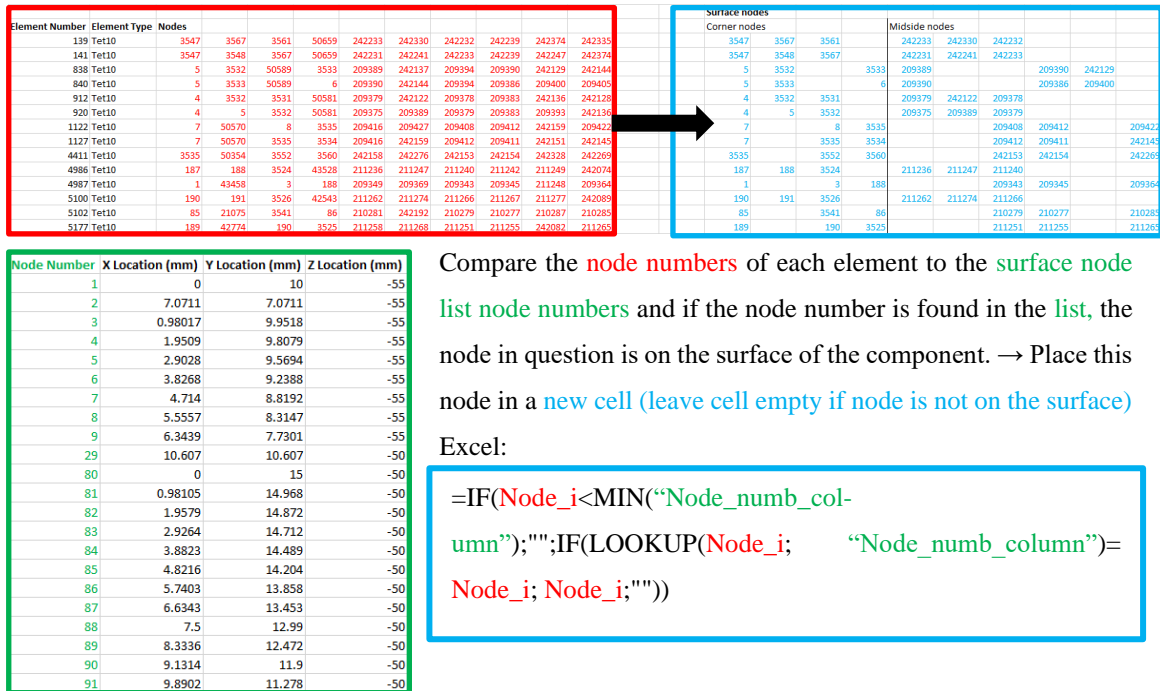 Element Number Element Type Nodes
139 Tet10 3547 3567 3561 50659 242233 242330 242232 242239 242374 242335
141 Tet10 3547 3548 3567 50659 242231 242241 242233 242239 242247 242374
838 Tet10 5 3532 50589 3533 209389 242137 209394 209390 242129 242144
840 Tet10 5 3533 50589 6 209390 242144 209394 209386 209400 209405
912 Tet10 4 3532 3531 50581 209379 242122 209378 209383 242136 242128
920 Tet10 4 5 3532 50581 209375 209389 209379 209383 209393 242136
1122 Tet10 7 50570 8 3535 209416 209427 209408 209412 242159 209422
1127 Tet10 7 50570 3535 3534 209416 242159 209412 209411 242151 242145
4411 Tet10 3535 50354 3552 3560 242158 242276 242153 242154 242328 242269
4986 Tet10 187 188 3524 43528 211236 211247 211240 242112 211249 242074
4987 Tet10 1 43458 3 188 209349 209369 209343 209345 211248 209364
5100 Tet10 190 191 3526 42543 211262 211274 211266 211267 211277 242089
5102 Tet10 85 21075 3541 86 210281 242192 210279 210277 210287 210285
5177 Tet10 189 42774 190 3525 211258 211268 211251 211255 242082 211265
Surface nodes
Corner nodes Midside nodes
3547 3567 3561 242233 242330 242232
3547 3548 3567 242231 242241 242233
5 3532 3533 209389 209390 242129
5 3533 6 209390 209386 209400
4 3532 3531 209379 242122 209378
4 5 3532 209375 209389 209379
7 8 3535 209408 209412 209422
7 3535 3534 209412 209411 242145
3535 3552 3560 242153 242154 242269
187 188 3524 211236 211247 211240
1 3 188 209343 209345 209364
190 191 3526 211262 211274 211266
85 3541 86 210279 210277 210285
189 190 3525 211251 211255 211265
Node Number X Location (mm) Y Location (mm) Z Location (mm)
1 0 10 -55
2 7.0711 7.0711 -55
3 0.98017 9.9518 -55
4 1.9509 9.8079 -55
5 2.9028 9.5694 -55
6 3.8268 9.2388 -55
7 4.714 8.8192 -55
8 5.5557 8.3147 -55
9 6.3439 7.7301 -55
29 10.607 10.607 -50
80 0 15 -50
81 0.98105 14.968 -50
82 1.9579 14.872 -50
83 2.9264 14.712 -50
84 3.8823 14.489 -50
85 4.8216 14.204 -50
86 5.7403 13.858 -50
87 6.6343 13.453 -50
88 7.5 12.99 -50
89 8.3336 12.472 -50
90 9.1314 11.9 -50
91 9.8902 11.278 -50
Compare the node numbers of each element to the surface node
list node numbers and if the node number is found in the list, the
node in question is on the surface of the component. → Place this
node in a new cell (leave cell empty if node is not on the surface)
Excel:
=IF(Node_i<MIN(“Node_numb_col-
umn”);"";IF(LOOKUP(Node_i; “Node_numb_column”)=
Node_i; Node_i;""))